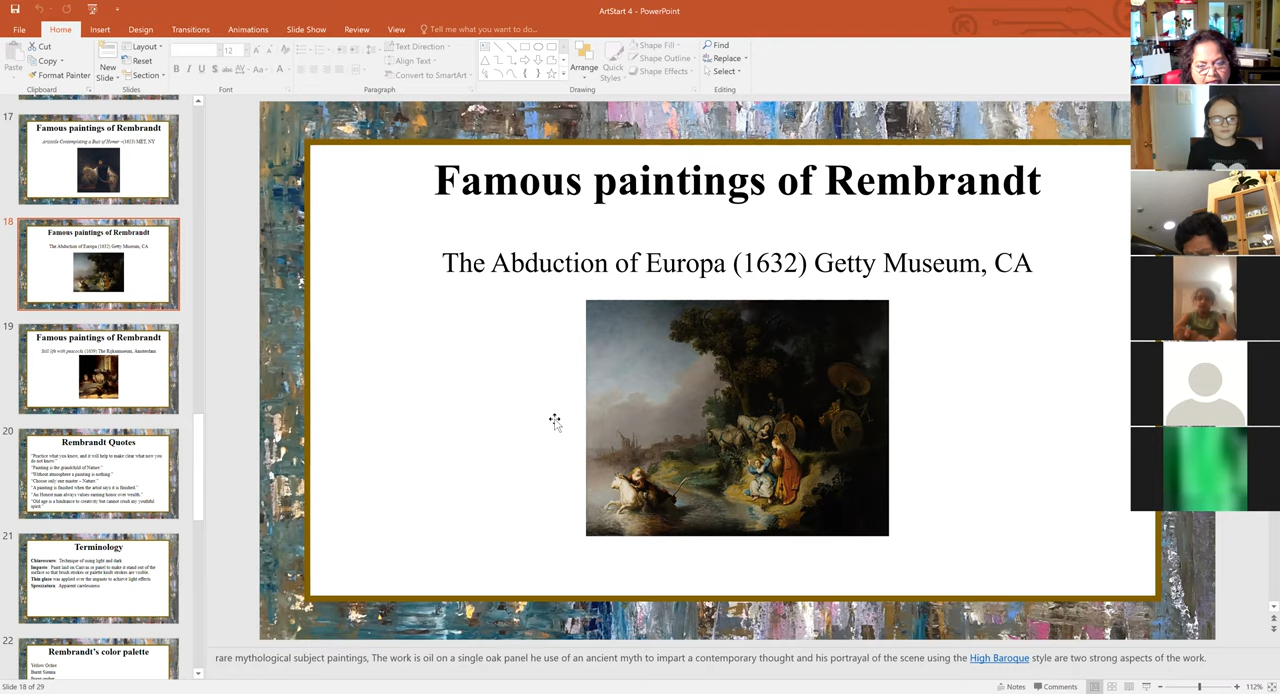 ArtStart 4 - PowerPoint
File Home Insert Design Transitions Animations Slide Show Review View Tell me what you want to do...
Paste
Cut
Copy
Format Painter
Clipboard
New
Slide
Layout
Reset
Section
Slides
12
B I U S abc AV Aa A
Font
Text Direction
Align Text
Convert to SmartArt
Paragraph
Arrange
Quick
Styles
Shape Fill
Shape Outline
Shape Effects
Drawing
Find
Replace
Select
Editing
17
Famous paintings of Rembrandt
Aristotle Contemplating a Bust of Homer (1653) MET, NY
18
Famous paintings of Rembrandt
The Abduction of Europa (1632) Getty Museum, CA
19
Famous paintings of Rembrandt
Still life with peacocks (1639) The Rijksmuseum, Amsterdam
20
Rembrandt Quotes
"Practice what you know, and it will help to make clear what now you
do not know."
"Painting is the grandchild of Nature."
"Without atmosphere a painting is nothing."
"Choose only one master – Nature."
"A painting is finished when the artist says it is finished."
"An Honest man always values earning honor over wealth."
"Old age is a hindrance to creativity but cannot crush my youthful
spirit."
21
Terminology
Chiaroscuro: Technique of using light and dark
Impasto: Paint laid on Canvas or panel to make it stand out of the
surface so that brush strokes or palette knife strokes are visible.
Thin glaze was applied over the impasto to achieve light effects
Sprezzatura: Apparent carelessness
22
Rembrandt's color palette
Yellow Ochre
Burnt Sienna
Famous paintings of Rembrandt
The Abduction of Europa (1632) Getty Museum, CA
rare mythological subject paintings, The work is oil on a single oak panel he use of an ancient myth to impart a contemporary thought and his portrayal of the scene using the High Baroque style are two strong aspects of the work.
Slide 18 of 29
Notes Comments 112%